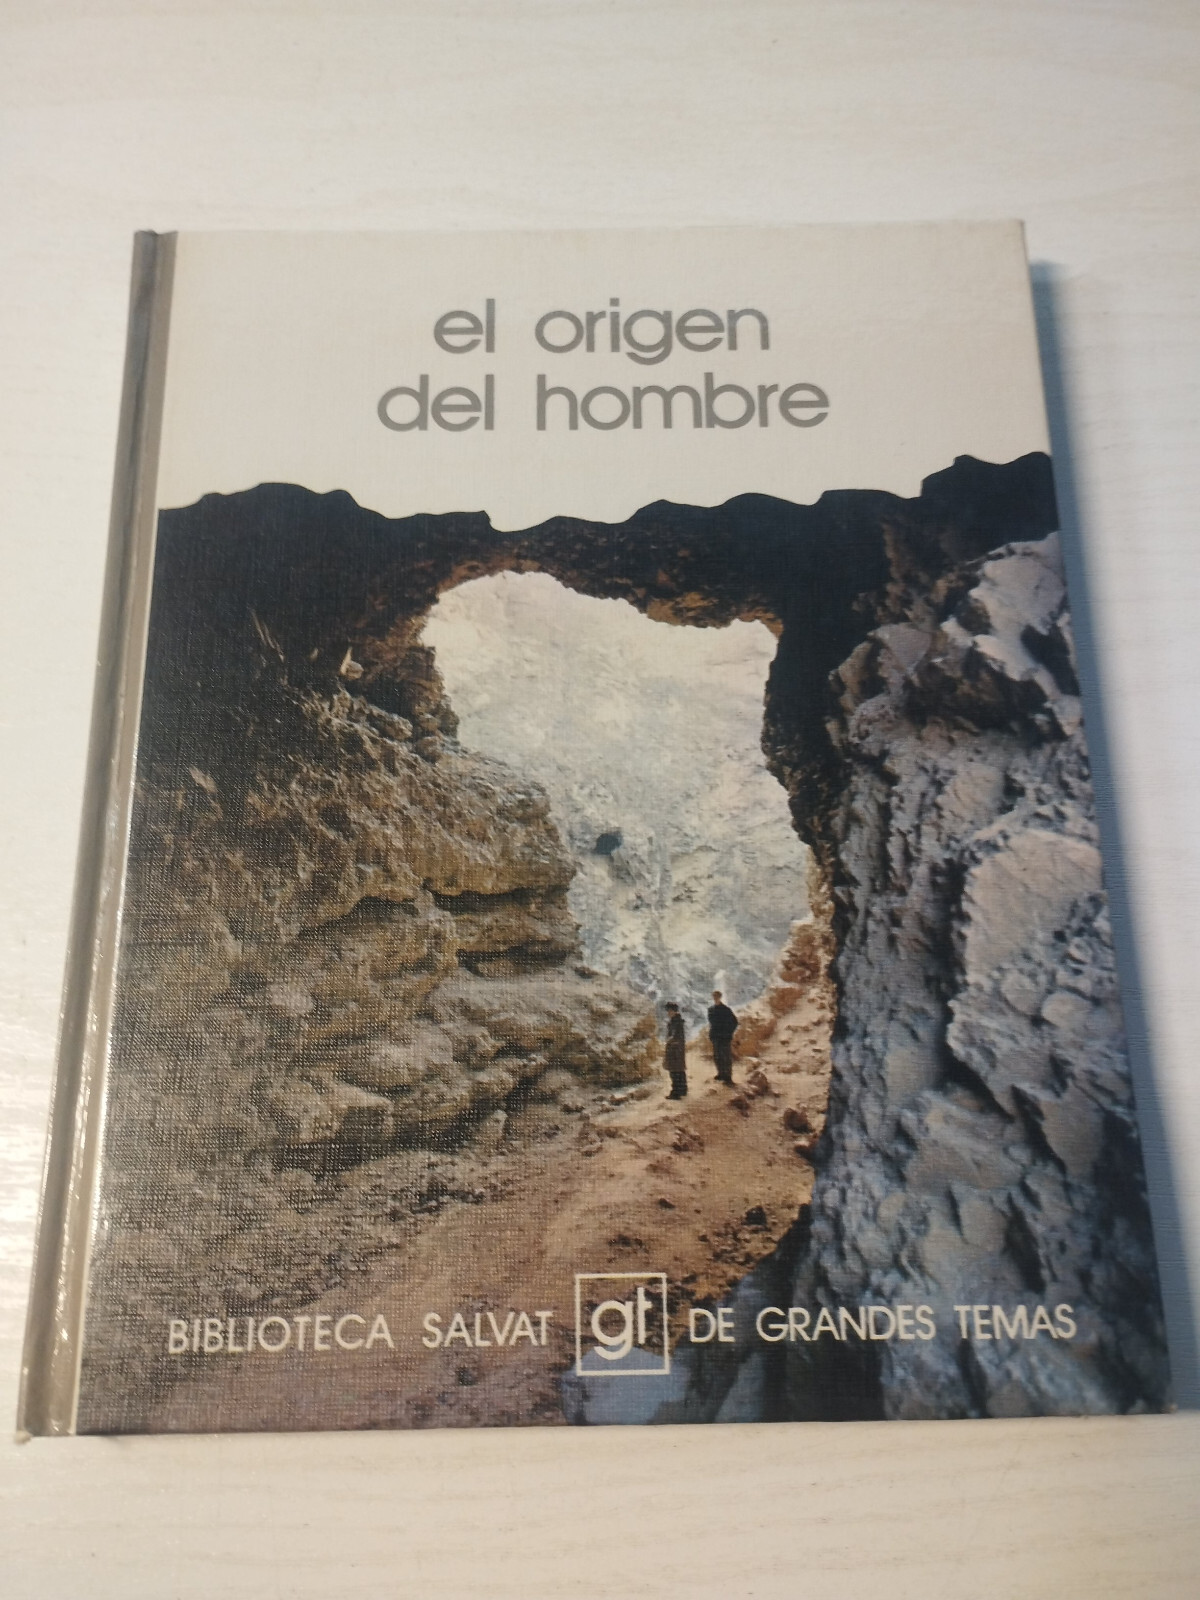 el origen
del hombre
BIBLIOTECA SALVAT gt DE GRANDES TEMAS